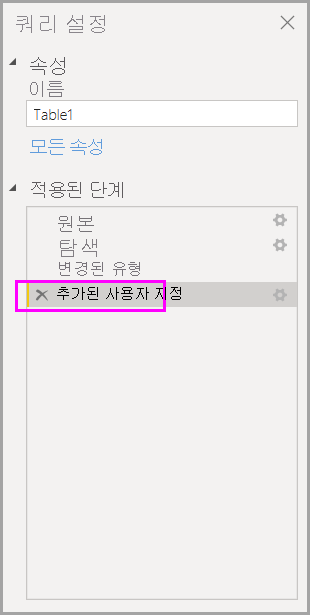 쿼리 설정
속성
이름
Table1
모든 속성
적용된 단계
원본
탐색
변경된 유형
추가된 사용자 지정